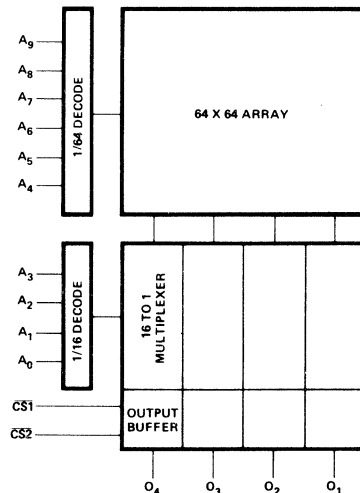 A9
A8
A7
A6
A5
A4
1/64 DECODE
64 X 64 ARRAY
A3
A2
A1
A0
1/16 DECODE
16 TO 1
MULTIPLEXER
CS1
CS2
OUTPUT
BUFFER
O4
O3
O2
O1